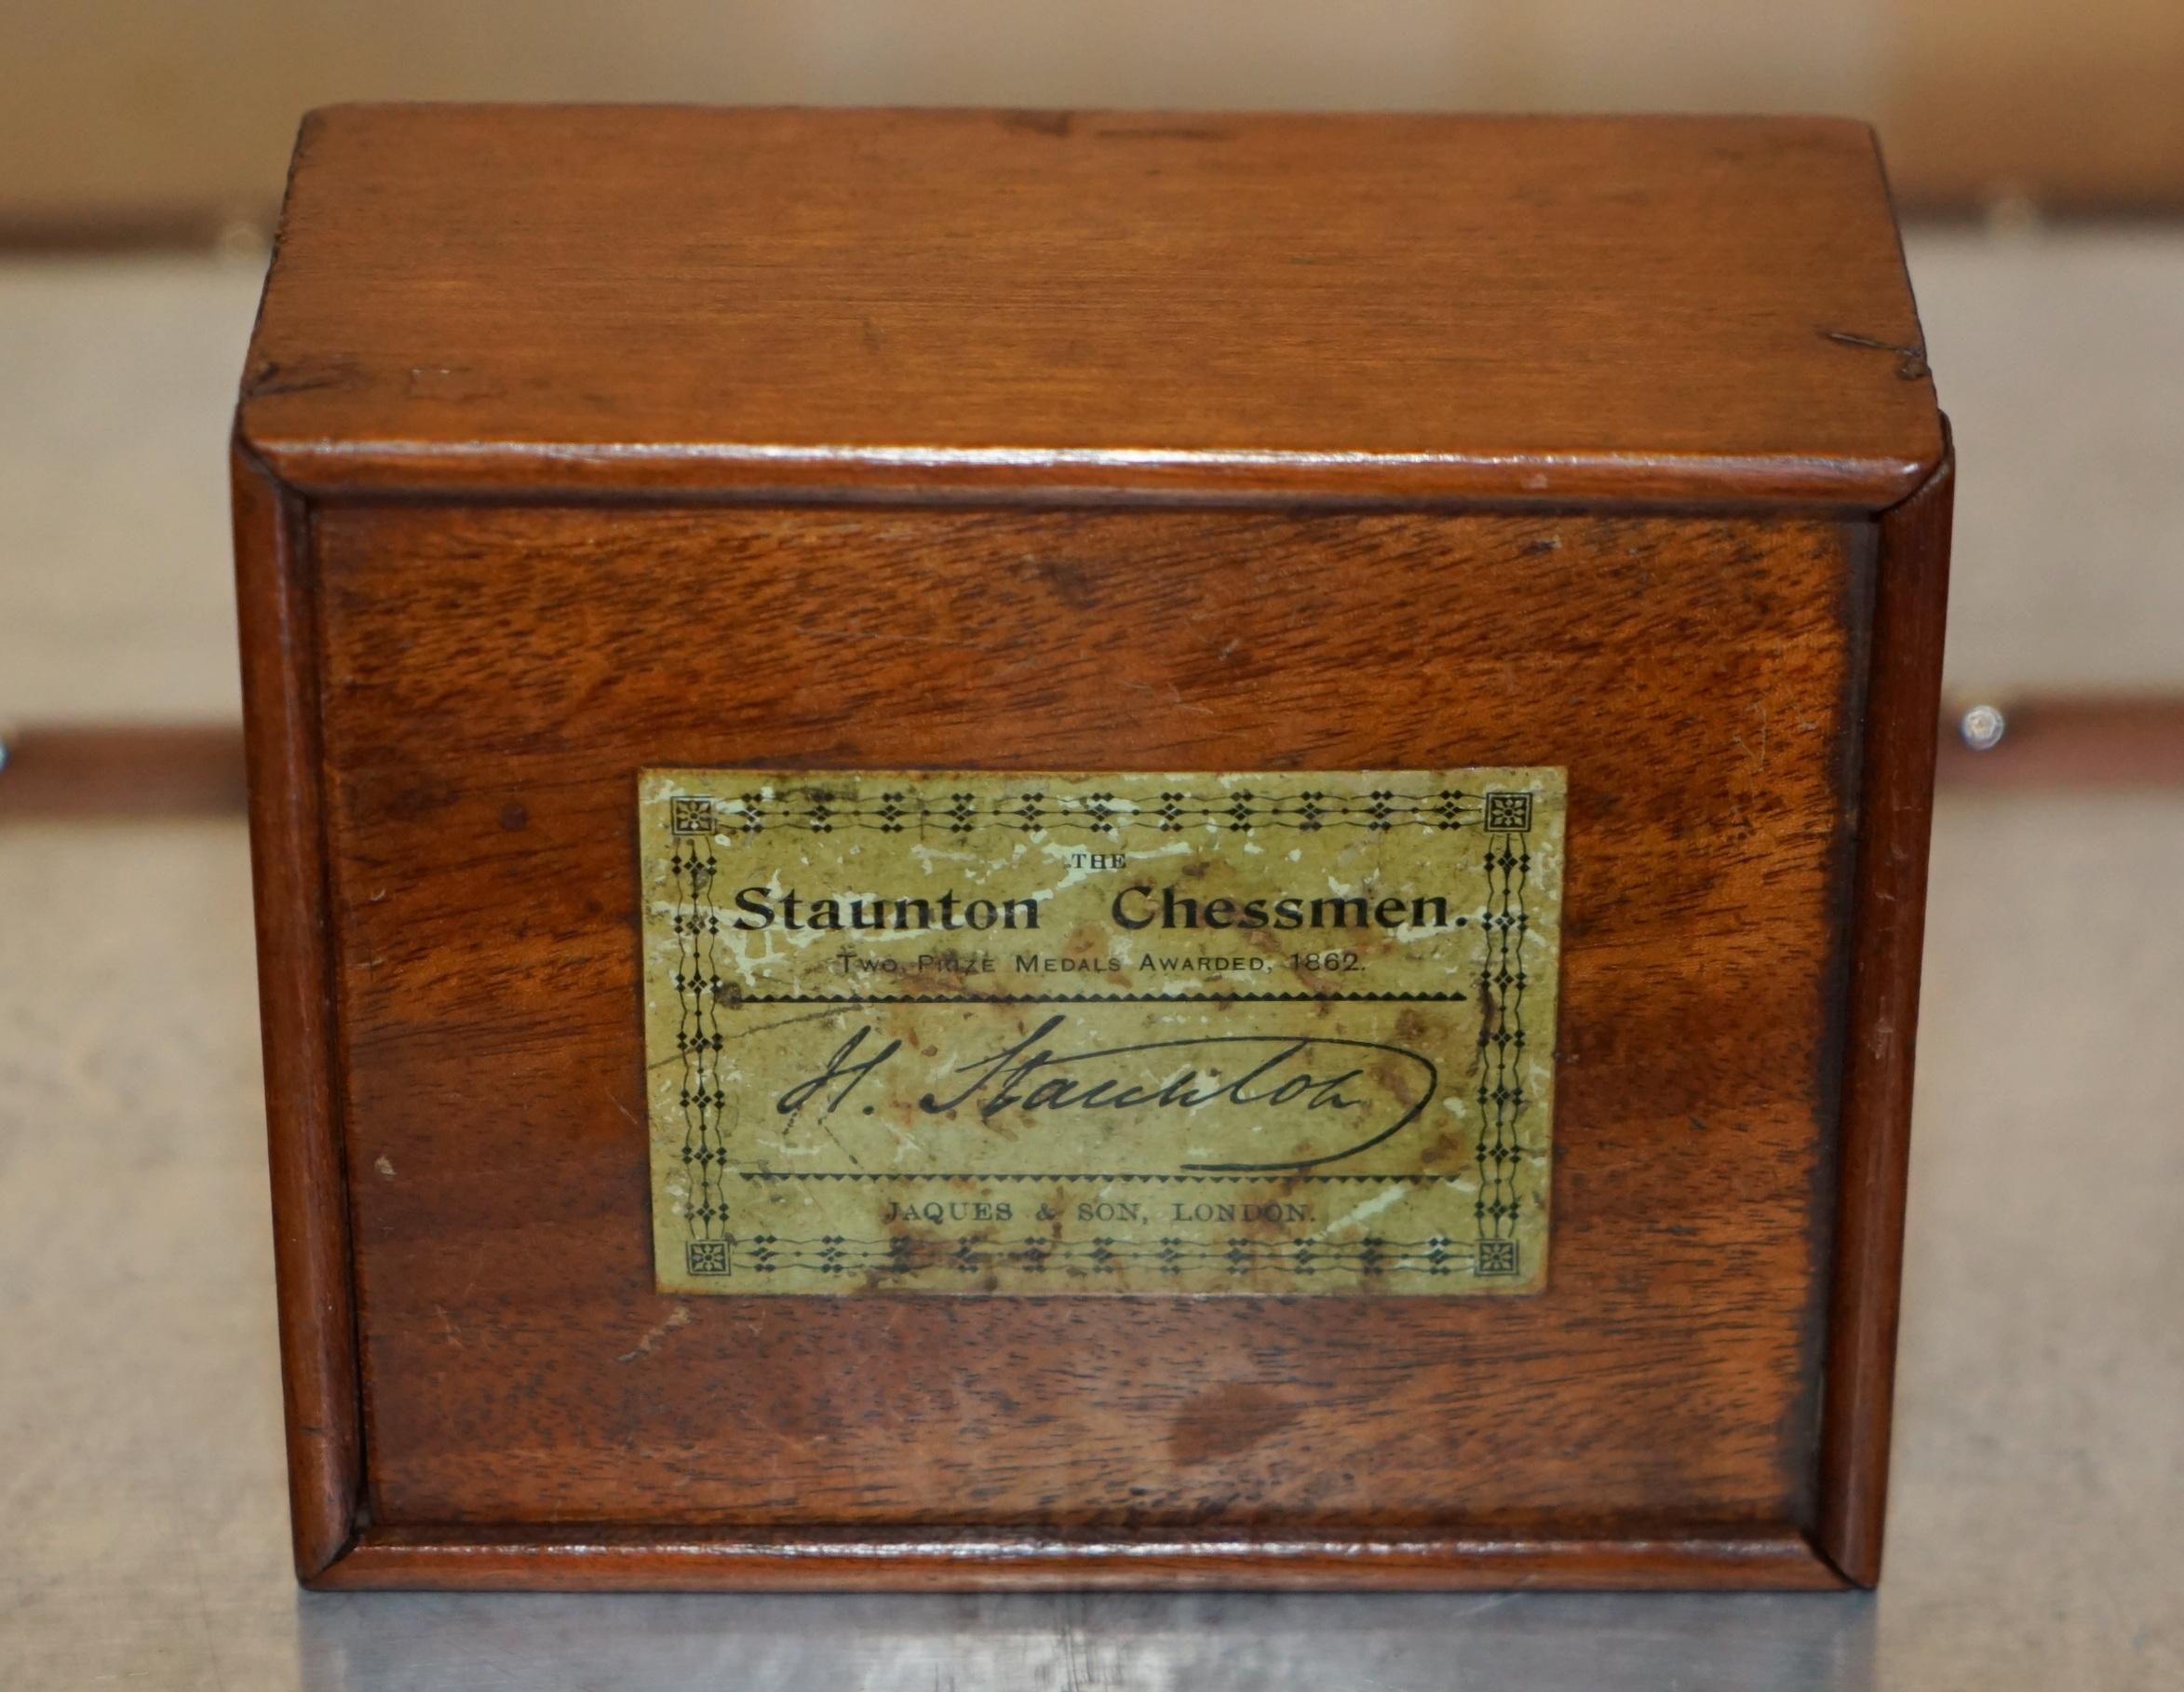 THE
Staunton Chessmen.
Two Prize Medals Awarded, 1862.
H. Staunton
JAQUES & SON, LONDON.